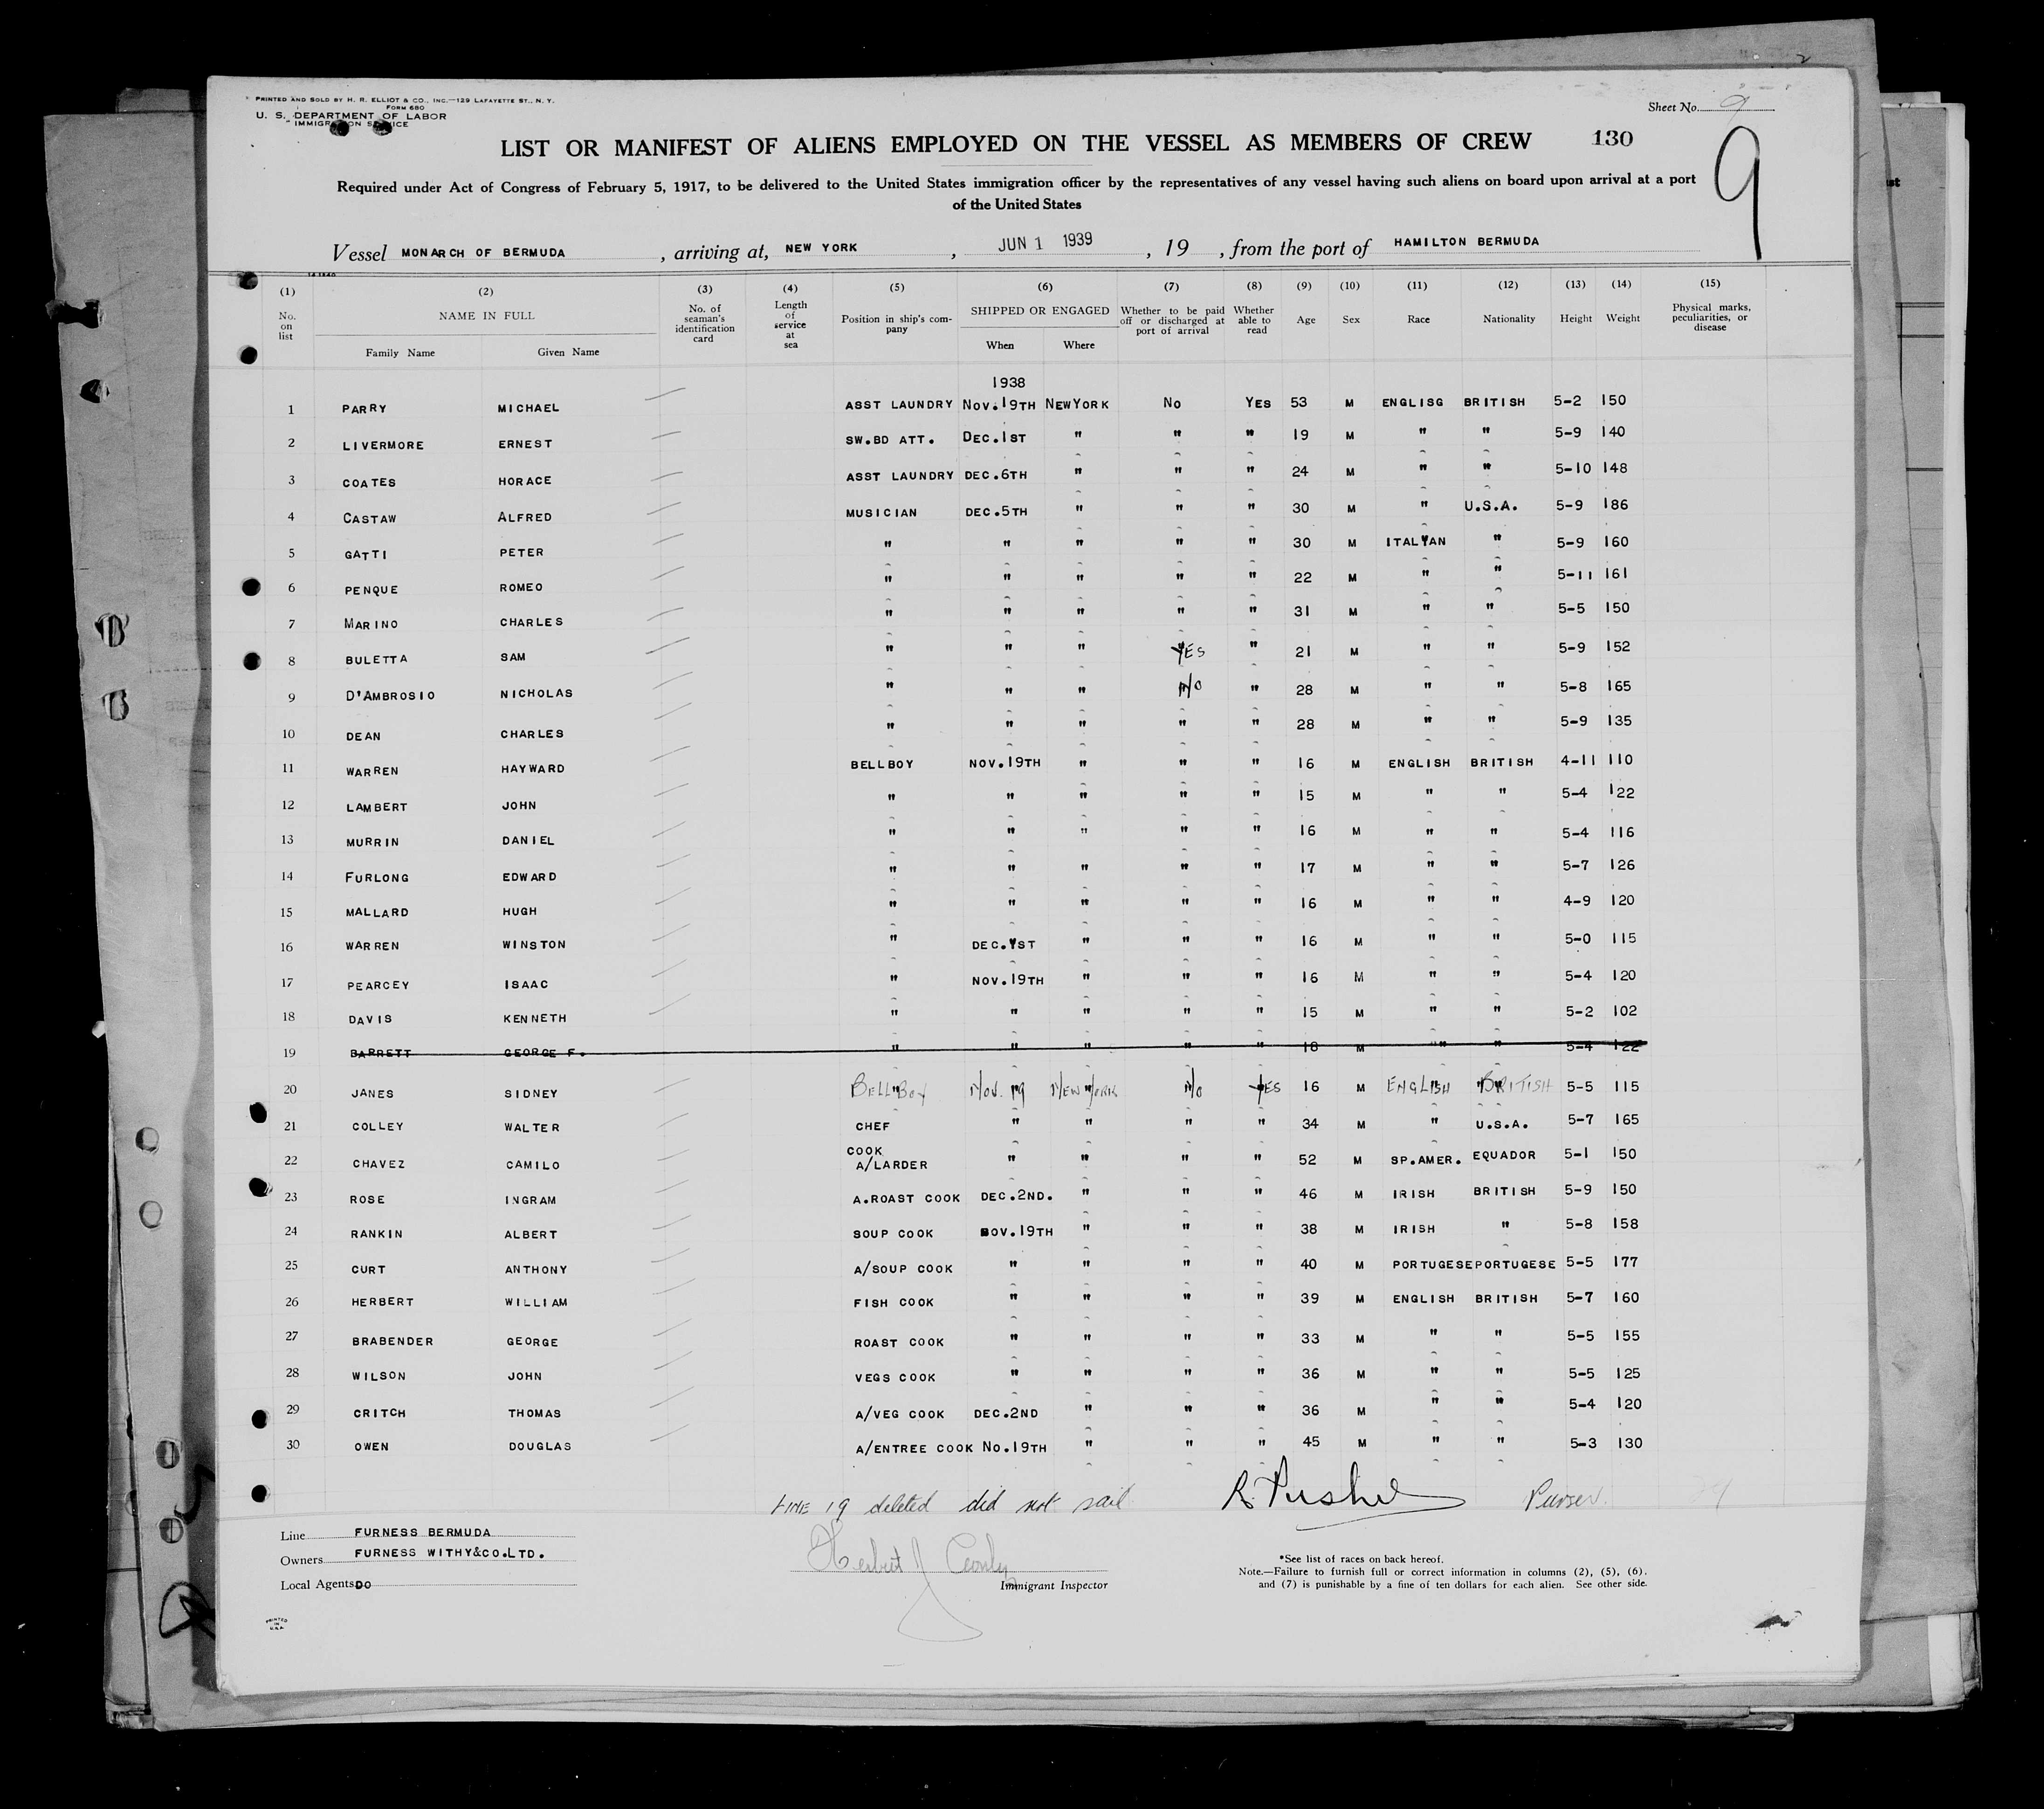 PRINTED AND SOLD BY H. R. ELLIOT & CO., INC.—129 LAFAYETTE ST., N. Y.
FORM 680
U. S. DEPARTMENT OF LABOR
IMMIGRATION SERVICE
Sheet No. 9
LIST OR MANIFEST OF ALIENS EMPLOYED ON THE VESSEL AS MEMBERS OF CREW 130
9
Required under Act of Congress of February 5, 1917, to be delivered to the United States immigration officer by the representatives of any vessel having such aliens on board upon arrival at a port
of the United States
Vessel MONARCH OF BERMUDA, arriving at, NEW YORK, JUN 1 1939, 19 , from the port of HAMILTON BERMUDA
(1) (2) (3) (4) (5) (6) (7) (8) (9) (10) (11) (12) (13) (14) (15)
No. on list NAME IN FULL Family Name Given Name No. of seaman's identification card Length of service at sea Position in ship's company SHIPPED OR ENGAGED When Where Whether to be paid off or discharged at port of arrival Whether able to read Age Sex Race Nationality Height Weight Physical marks, peculiarities, or disease
1938
1 PARRY MICHAEL ASST LAUNDRY NOV.19TH NEWYORK NO YES 53 M ENGLISG BRITISH 5-2 150
2 LIVERMORE ERNEST SW.BD ATT. DEC.1ST " " " 19 M " " 5-9 140
3 COATES HORACE ASST LAUNDRY DEC.6TH " " " 24 M " " 5-10 148
4 CASTAW ALFRED MUSICIAN DEC.5TH " " " 30 M " U.S.A. 5-9 186
5 GATTI PETER " " " " " 30 M ITALYAN " 5-9 160
6 PENQUE ROMEO " " " " " 22 M " " 5-11 161
7 MARINO CHARLES " " " " " 31 M " " 5-5 150
8 BULETTA SAM " " " YES " 21 M " " 5-9 152
9 D'AMBROSIO NICHOLAS " " " NO " 28 M " " 5-8 165
10 DEAN CHARLES " " " " " 28 M " " 5-9 135
11 WARREN HAYWARD BELLBOY NOV.19TH " " " 16 M ENGLISH BRITISH 4-11 110
12 LAMBERT JOHN " " " " " 15 M " " 5-4 122
13 MURRIN DANIEL " " " " " 16 M " " 5-4 116
14 FURLONG EDWARD " " " " " 17 M " " 5-7 126
15 MALLARD HUGH " " " " " 16 M " " 4-9 120
16 WARREN WINSTON " DEC.1ST " " " 16 M " " 5-0 115
17 PEARCEY ISAAC " NOV.19TH " " " 16 M " " 5-4 120
18 DAVIS KENNETH " " " " " 15 M " " 5-2 102
19 BARRETT GEORGE F. " " " " " 18 M " " 5-4 122
20 JANES SIDNEY BELLBOY NOV. 19 NEW YORK NO YES 16 M ENGLISH BRITISH 5-5 115
21 COLLEY WALTER CHEF " " " " 34 M " U.S.A. 5-7 165
22 CHAVEZ CAMILO COOK A/LARDER " " " " 52 M SP.AMER. EQUADOR 5-1 150
23 ROSE INGRAM A.ROAST COOK DEC.2ND. " " " 46 M IRISH BRITISH 5-9 150
24 RANKIN ALBERT SOUP COOK NOV.19TH " " " 38 M IRISH " 5-8 158
25 CURT ANTHONY A/SOUP COOK " " " " 40 M PORTUGESE PORTUGESE 5-5 177
26 HERBERT WILLIAM FISH COOK " " " " 39 M ENGLISH BRITISH 5-7 160
27 BRABENDER GEORGE ROAST COOK " " " " 33 M " " 5-5 155
28 WILSON JOHN VEGS COOK " " " " 36 M " " 5-5 125
29 CRITCH THOMAS A/VEG COOK DEC.2ND " " " 36 M " " 5-4 120
30 OWEN DOUGLAS A/ENTREE COOK NO.19TH " " " 45 M " " 5-3 130
LINE 19 deleted did not sail Purser.
Line FURNESS BERMUDA
Owners FURNESS WITHY&CO.LTD.
Local Agents DO
Herbert J
Immigrant Inspector
*See list of races on back hereof.
Note.—Failure to furnish full or correct information in columns (2), (5), (6).
and (7) is punishable by a fine of ten dollars for each alien. See other side.
PRINTED
IN
U.S.A.